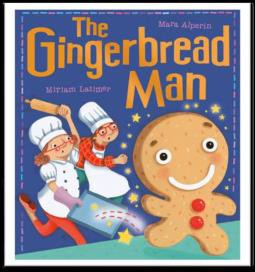 The
Mara Alperin
Gingerbread
Miriam Latimer
Man